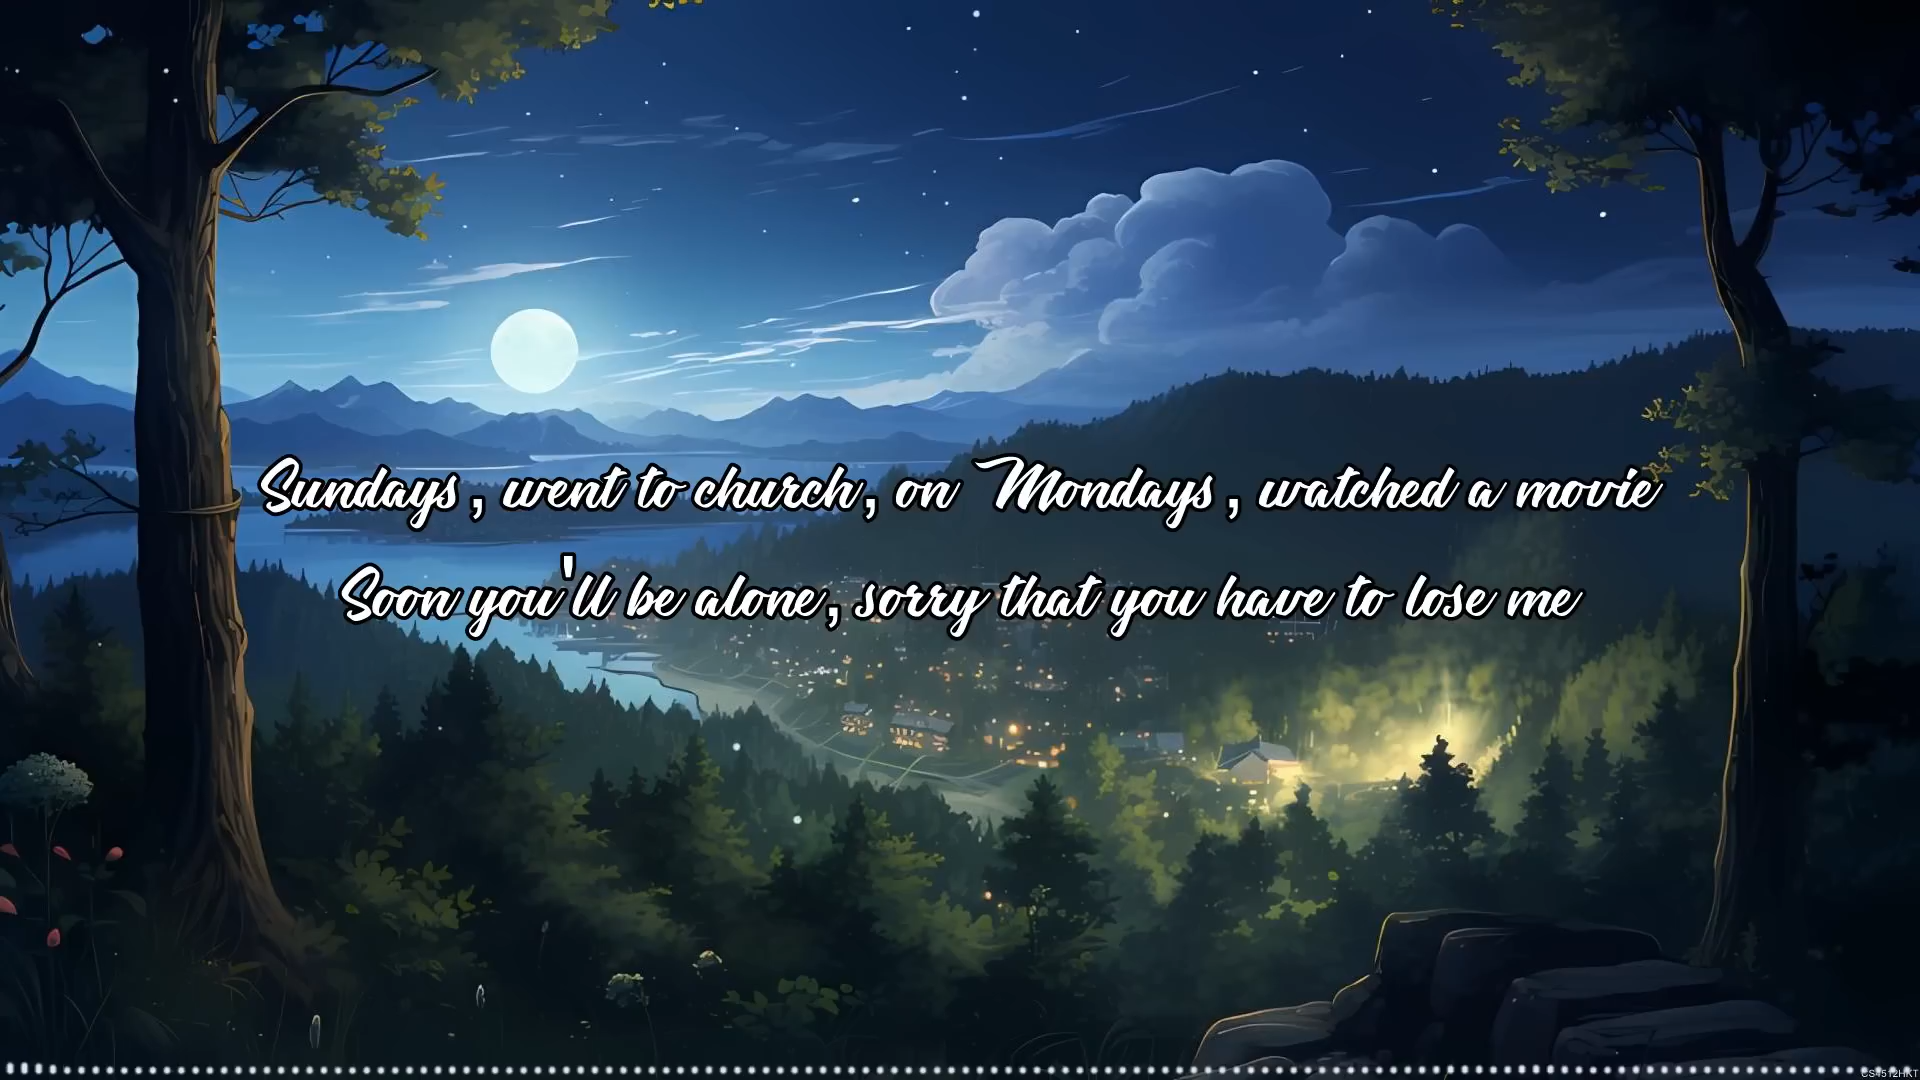 Sundays, went to church, on Mondays, watched a movie
Soon you'll be alone, sorry that you have to lose me
CS4512HKT